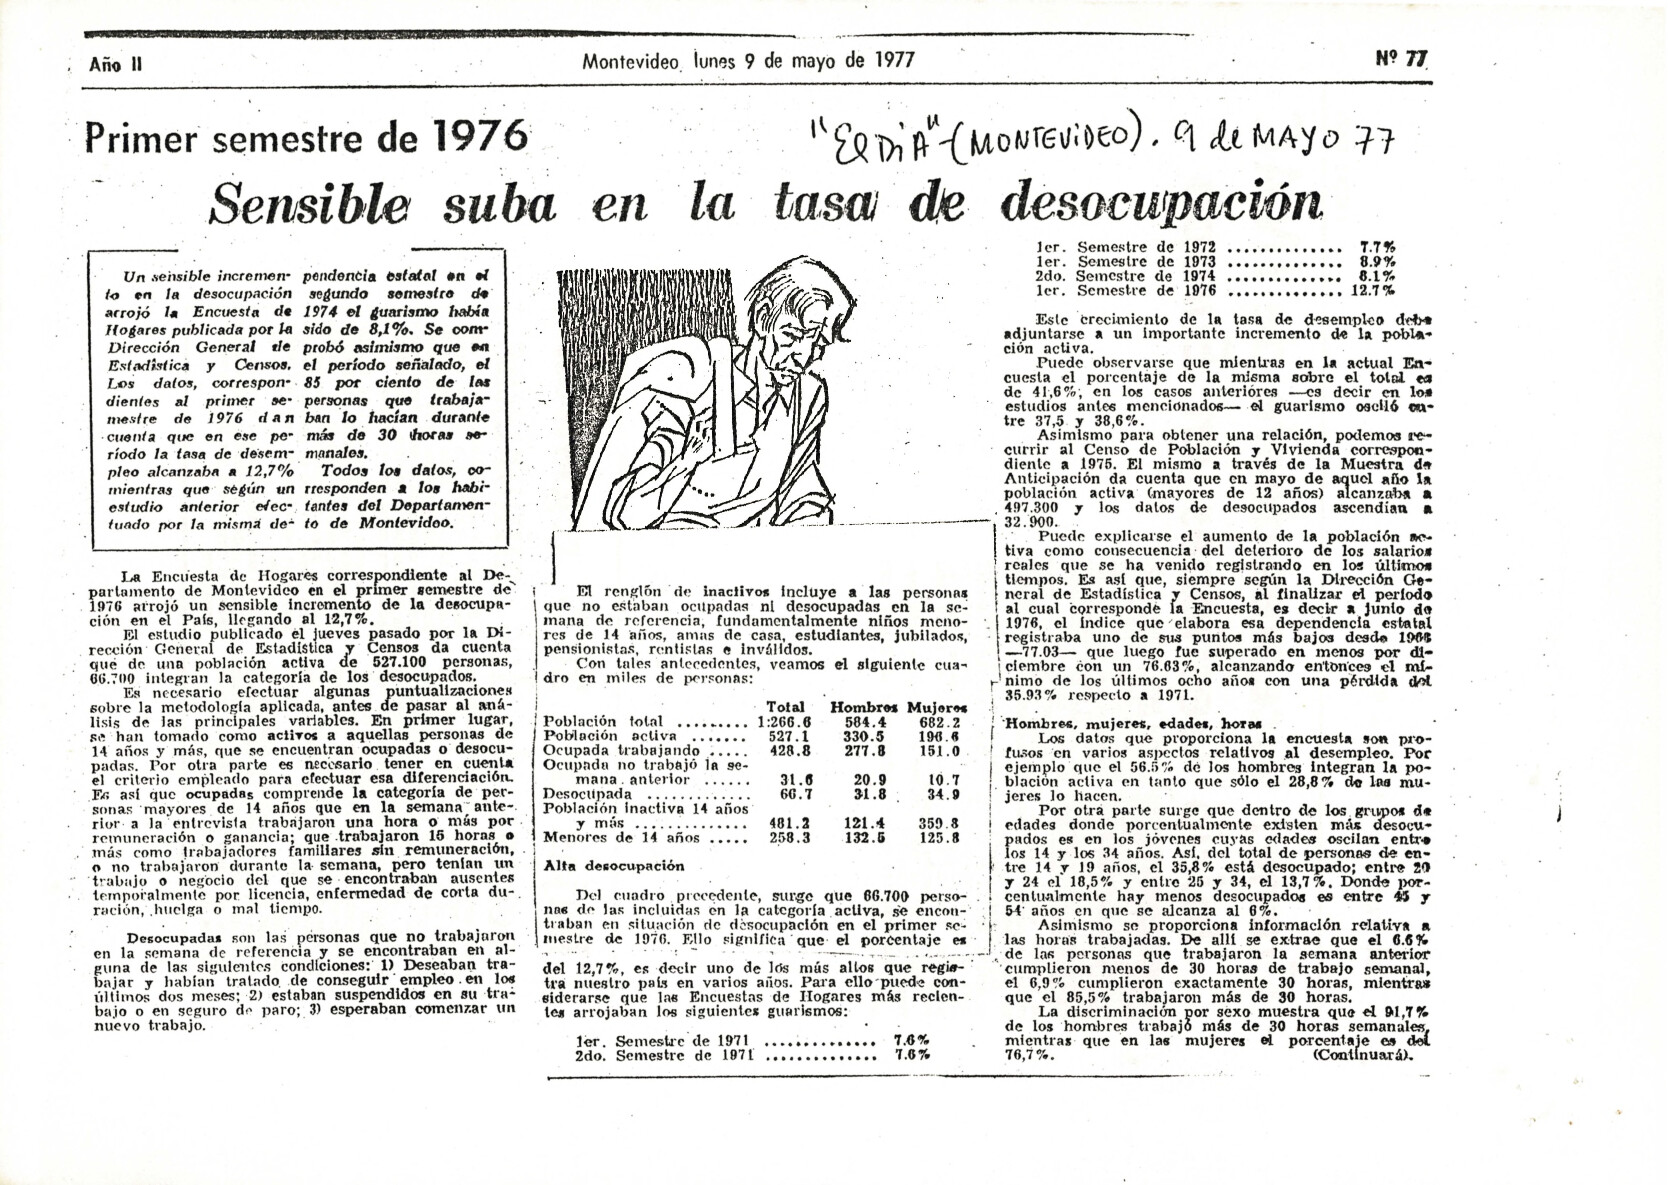 Año II
Montevideo, lunes 9 de mayo de 1977
Nº 77
Primer semestre de 1976
"El DiA" - (MONTEViDEO). 9 de MAYO 77
Sensible suba en la tasa de desocupación
Un sensible incremen-
to en la desocupación
arrojó la Encuesta de
Hogares publicada por la
Dirección General de
Estadística y Censos.
Los datos, correspon-
dientes al primer se-
mestre de 1976 dan
cuenta que en ese pe-
ríodo la tasa de desem-
pleo alcanzaba a 12,7%
mientras que según un
estudio anterior efec-
tuado por la misma de-
pendencia estatal en el
segundo semestre de
1974 el guarismo había
sido de 8,1%. Se com-
probó asimismo que en
el período señalado, el
85 por ciento de las
personas que trabaja-
ban lo hacían durante
más de 30 horas se-
manales.
Todos los datos, co-
rresponden a los habi-
tantes del Departamen-
to de Montevideo.
La Encuesta de Hogares correspondiente al De-
partamento de Montevideo en el primer semestre de
1976 arrojó un sensible incremento de la desocupa-
ción en el País, llegando al 12,7%.
El estudio publicado el jueves pasado por la Di-
rección General de Estadística y Censos da cuenta
que de una población activa de 527.100 personas,
66.700 integran la categoría de los desocupados.
Es necesario efectuar algunas puntualizaciones
sobre la metodología aplicada, antes de pasar al aná-
lisis de las principales variables. En primer lugar,
se han tomado como activos a aquellas personas de
14 años y más, que se encuentran ocupadas o desocu-
padas. Por otra parte es necesario tener en cuenta
el criterio empleado para efectuar esa diferenciación.
Es así que ocupadas comprende la categoría de per-
sonas mayores de 14 años que en la semana ante-
rior a la entrevista trabajaron una hora o más por
remuneración o ganancia; que trabajaron 15 horas o
más como trabajadores familiares sin remuneración,
o no trabajaron durante la semana, pero tenían un
trabajo o negocio del que se encontraban ausentes
temporalmente por licencia, enfermedad de corta du-
ración, huelga o mal tiempo.
Desocupadas son las personas que no trabajaron
en la semana de referencia y se encontraban en al-
guna de las siguientes condiciones: 1) Deseaban tra-
bajar y habían tratado de conseguir empleo en los
últimos dos meses; 2) estaban suspendidos en su tra-
bajo o en seguro de paro; 3) esperaban comenzar un
nuevo trabajo.
El renglón de inactivos incluye a las personas
que no estaban ocupadas ni desocupadas en la se-
mana de referencia, fundamentalmente niños meno-
res de 14 años, amas de casa, estudiantes, jubilados,
pensionistas, rentistas e inválidos.
Con tales antecedentes, veamos el siguiente cua-
dro en miles de personas:
Total Hombres Mujeres
Población total ......... 1:266.6 584.4 682.2
Población activa ....... 527.1 330.5 196.6
Ocupada trabajando ..... 428.8 277.8 151.0
Ocupada no trabajó la se-
mana anterior ...... 31.6 20.9 10.7
Desocupada ............. 66.7 31.8 34.9
Población inactiva 14 años
y más ............. 481.2 121.4 359.8
Menores de 14 años ..... 258.3 132.5 125.8
Alta desocupación
Del cuadro precedente, surge que 66.700 perso-
nas de las incluidas en la categoría activa, se encon-
traban en situación de desocupación en el primer se-
mestre de 1976. Ello significa que el porcentaje es
del 12,7%, es decir uno de los más altos que regis-
tra nuestro país en varios años. Para ello puede con-
siderarse que las Encuestas de Hogares más recien-
tes arrojaban los siguientes guarismos:
1er. Semestre de 1971 .............. 7.6%
2do. Semestre de 1971 .............. 7.6%
1er. Semestre de 1972 .............. 7.7%
1er. Semestre de 1973 .............. 8.9%
2do. Semestre de 1974 .............. 8.1%
1er. Semestre de 1976 .............. 12.7%
Este crecimiento de la tasa de desempleo debe
adjuntarse a un importante incremento de la pobla-
ción activa.
Puede observarse que mientras en la actual En-
cuesta el porcentaje de la misma sobre el total es
de 41,6%, en los casos anteriores —es decir en los
estudios antes mencionados— el guarismo osciló en-
tre 37,5 y 38,6%.
Asimismo para obtener una relación, podemos re-
currir al Censo de Población y Vivienda correspon-
diente a 1975. El mismo a través de la Muestra de
Anticipación da cuenta que en mayo de aquel año la
población activa (mayores de 12 años) alcanzaba a
497.300 y los datos de desocupados ascendían a
32.900.
Puede explicarse el aumento de la población ac-
tiva como consecuencia del deterioro de los salarios
reales que se ha venido registrando en los últimos
tiempos. Es así que, siempre según la Dirección Ge-
neral de Estadística y Censos, al finalizar el período
al cual corresponde la Encuesta, es decir a junio de
1976, el índice que elabora esa dependencia estatal
registraba uno de sus puntos más bajos desde 1968
—77.03— que luego fue superado en menos por di-
ciembre con un 76.63%, alcanzando entonces el mí-
nimo de los últimos ocho años con una pérdida del
35.93% respecto a 1971.
Hombres, mujeres, edades, horas
Los datos que proporciona la encuesta son pro-
fusos en varios aspectos relativos al desempleo. Por
ejemplo que el 56.5% de los hombres integran la po-
blación activa en tanto que sólo el 28,8% de las mu-
jeres lo hacen.
Por otra parte surge que dentro de los grupos de
edades donde porcentualmente existen más desocu-
pados es en los jóvenes cuyas edades oscilan entre
los 14 y los 34 años. Así, del total de personas de en-
tre 14 y 19 años, el 35,8% está desocupado; entre 20
y 24 el 18,5% y entre 25 y 34, el 13,7%. Donde por-
centualmente hay menos desocupados es entre 45 y
54 años en que se alcanza al 6%.
Asimismo se proporciona información relativa a
las horas trabajadas. De allí se extrae que el 6.6%
de las personas que trabajaron la semana anterior
cumplieron menos de 30 horas de trabajo semanal,
el 6,9% cumplieron exactamente 30 horas, mientras
que el 85,5% trabajaron más de 30 horas.
La discriminación por sexo muestra que el 91,7%
de los hombres trabajó más de 30 horas semanales,
mientras que en las mujeres el porcentaje es del
76,7%. (Continuará).